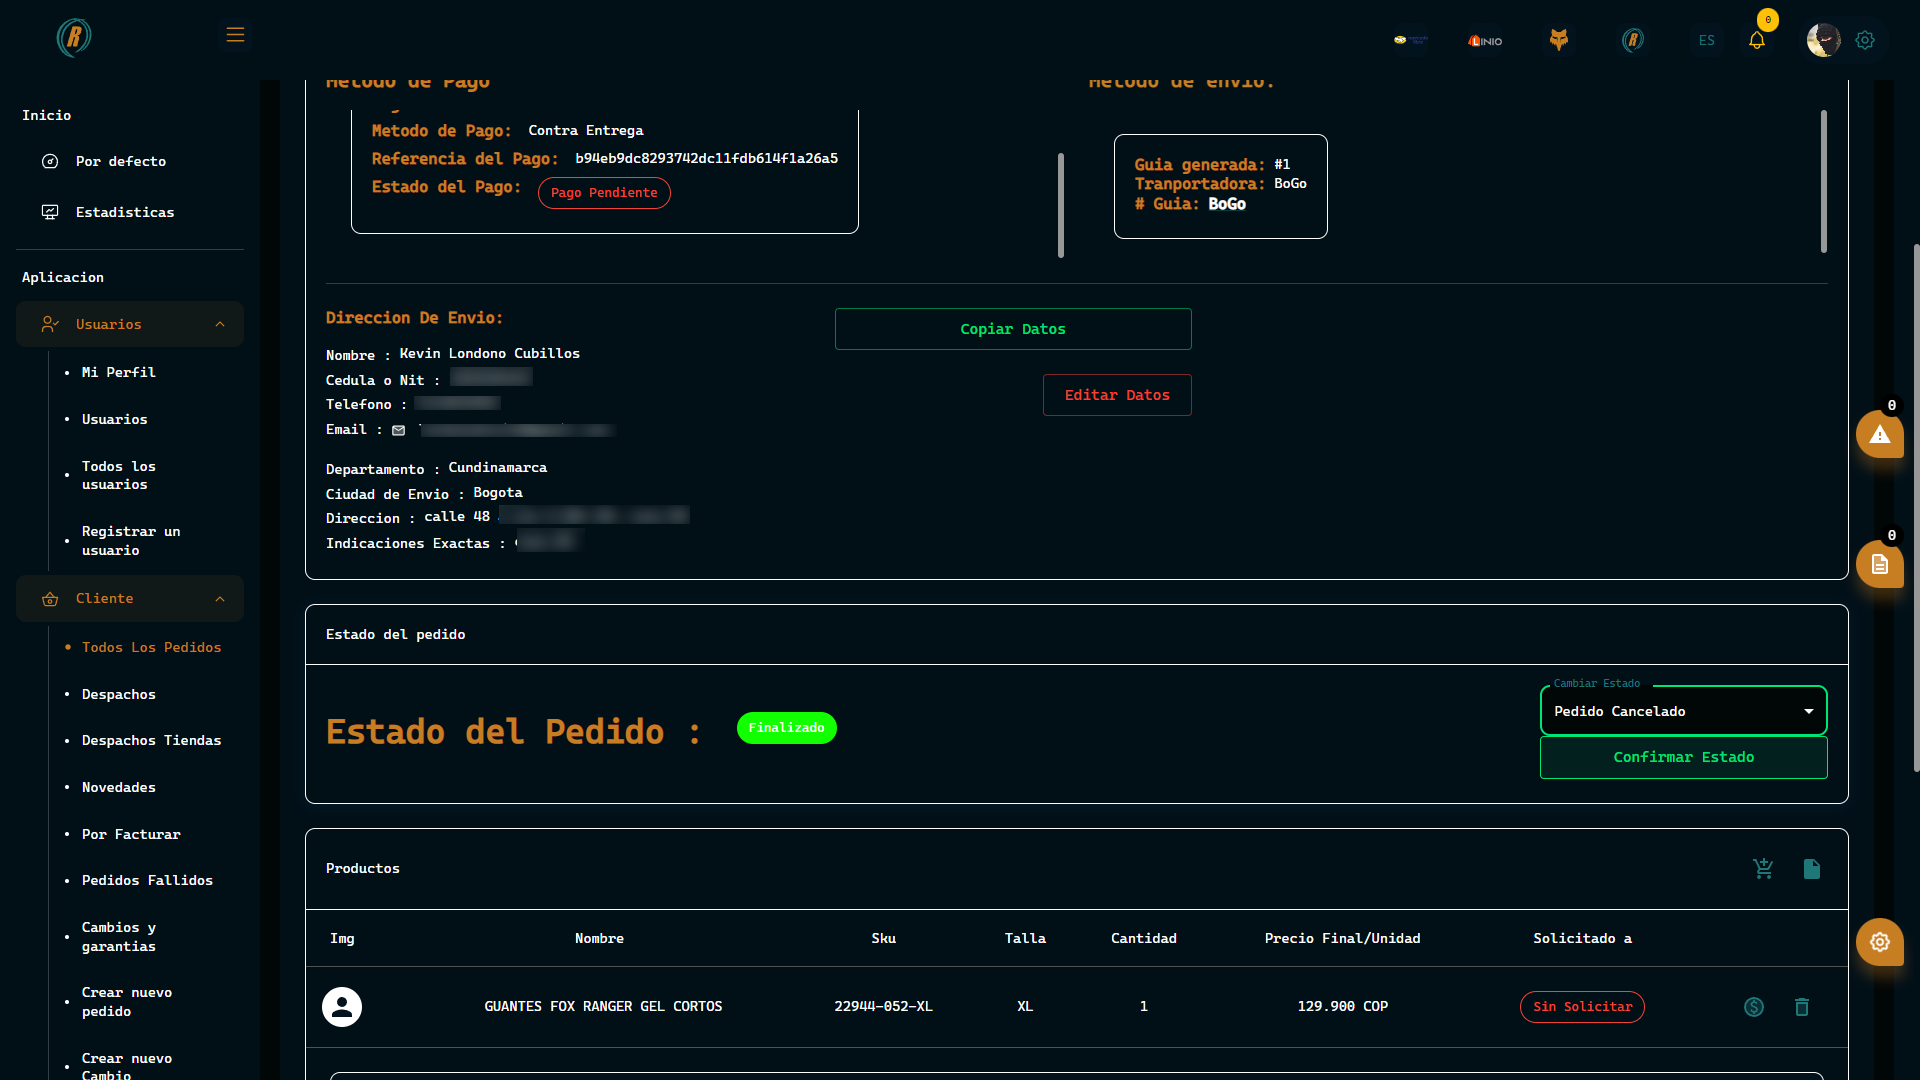 R
LINIO
R
ES
0
Inicio
Por defecto
Estadisticas
Aplicacion
Usuarios
Mi Perfil
Usuarios
Todos los
usuarios
Registrar un
usuario
Cliente
Todos Los Pedidos
Despachos
Despachos Tiendas
Novedades
Por Facturar
Pedidos Fallidos
Cambios y
garantias
Crear nuevo
pedido
Crear nuevo
Cambio
Metodo de Pago
Metodo de Pago: Contra Entrega
Referencia del Pago: b94eb9dc8293742dc11fdb614f1a26a5
Estado del Pago: Pago Pendiente
Metodo de envio:
Guia generada: #1
Tranportadora: BoGo
# Guia: BoGo
Direccion De Envio:
Nombre : Kevin Londono Cubillos
Cedula o Nit :
Telefono :
Email :
Departamento : Cundinamarca
Ciudad de Envio : Bogota
Direccion : calle 48
Indicaciones Exactas :
Copiar Datos
Editar Datos
0
0
Estado del pedido
Estado del Pedido : Finalizado
Cambiar Estado
Pedido Cancelado
Confirmar Estado
Productos
Img Nombre Sku Talla Cantidad Precio Final/Unidad Solicitado a
GUANTES FOX RANGER GEL CORTOS 22944-052-XL XL 1 129.900 COP Sin Solicitar